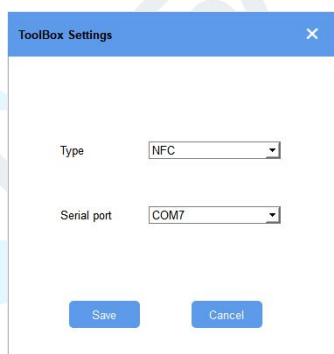 ToolBox Settings
Type NFC
Serial port COM7
Save Cancel